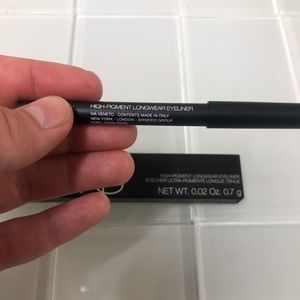 HIGH-PIGMENT LONGWEAR EYELINER
VIA VENETO CONTENTS MADE IN ITALY
NEW YORK - LONDON - SHISEIDO GROUP
HIGH-PIGMENT LONGWEAR EYELINER
EYELINER ULTRA-PIGMENTÉ LONGUE TENUE
NET WT. 0.02 Oz. 0.7 g